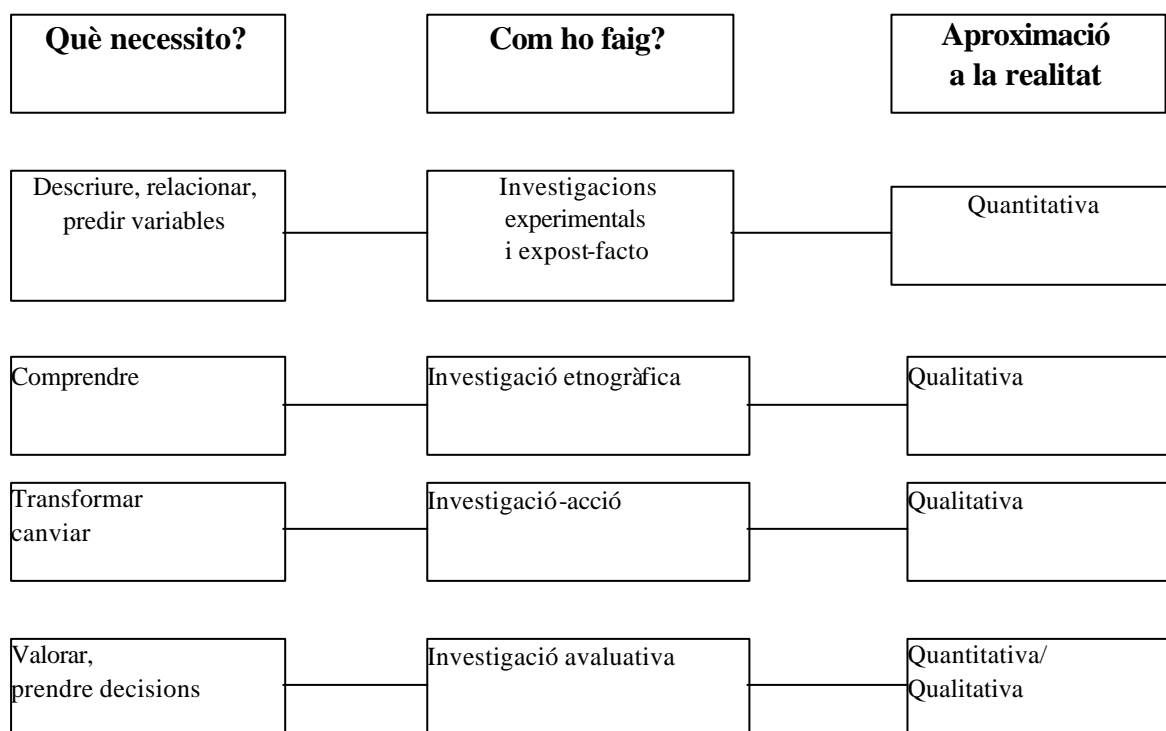 Què necessito?
Com ho faig?
Aproximació
a la realitat
Descriure, relacionar,
predir variables
Investigacions
experimentals
i expost-facto
Quantitativa
Comprendre
Investigació etnogràfica
Qualitativa
Transformar
canviar
Investigació-acció
Qualitativa
Valorar,
prendre decisions
Investigació avaluativa
Quantitativa/
Qualitativa